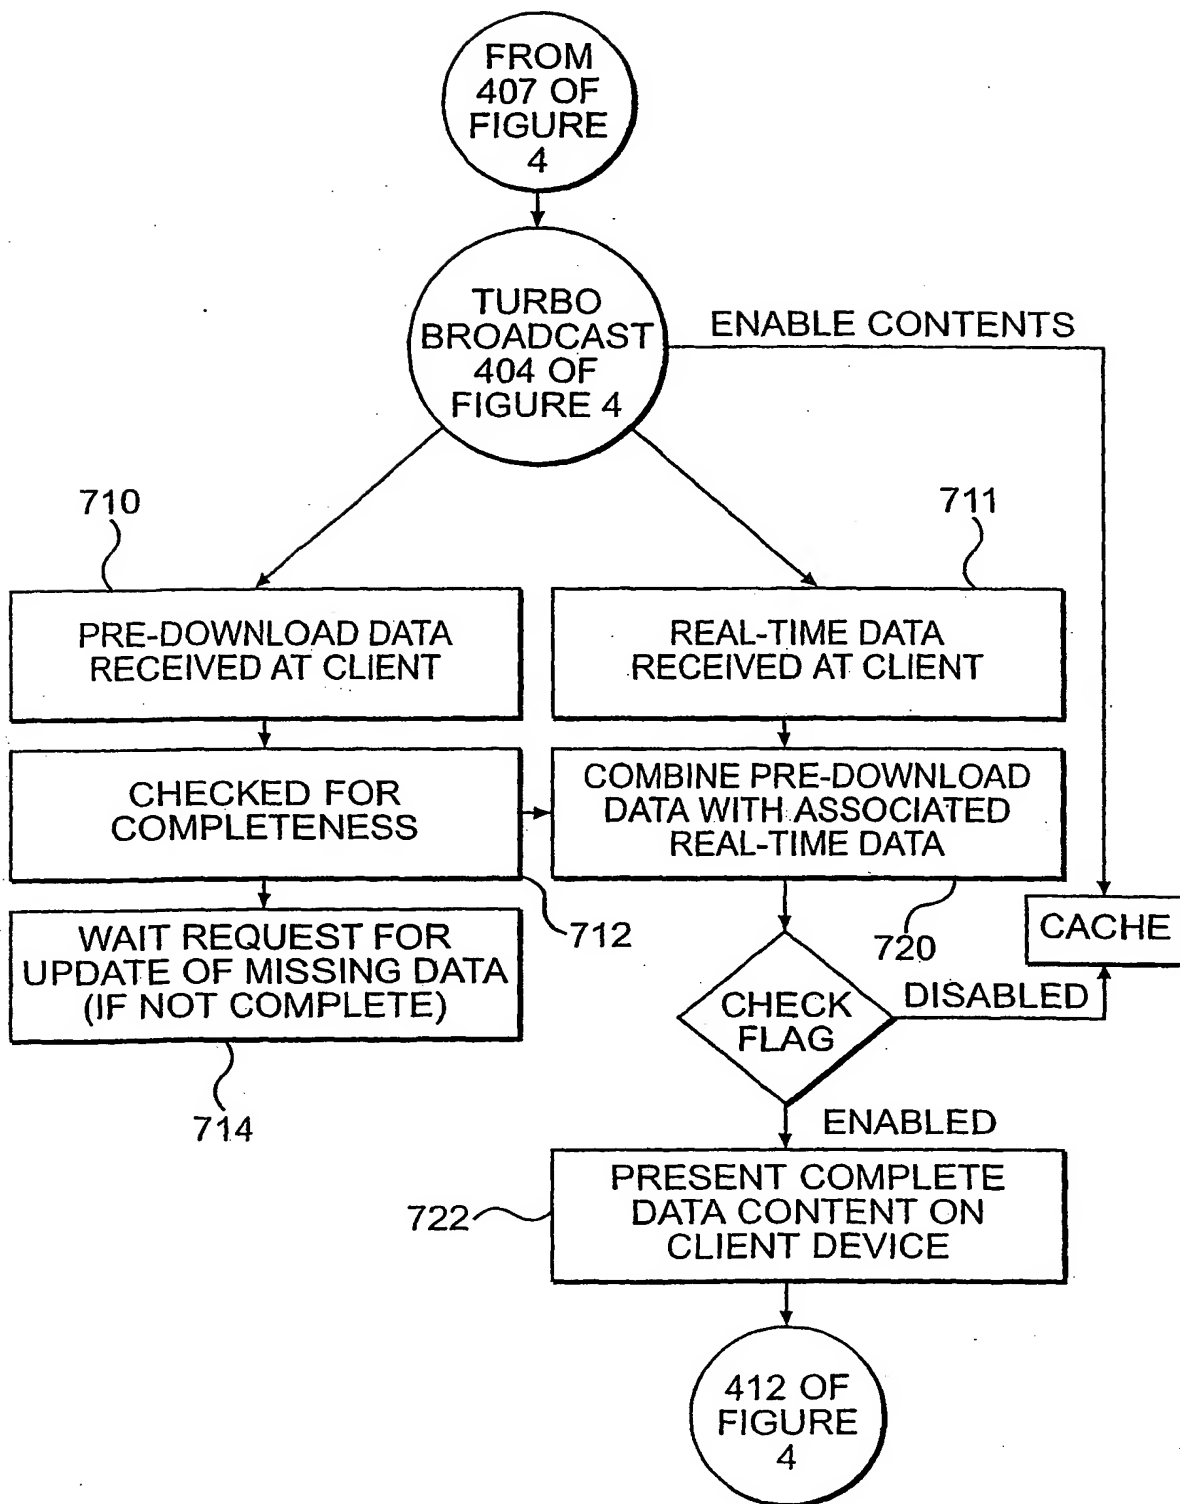 FROM
407 OF
FIGURE
4
TURBO
BROADCAST
404 OF
FIGURE 4
ENABLE CONTENTS
710
711
PRE-DOWNLOAD DATA
RECEIVED AT CLIENT
REAL-TIME DATA
RECEIVED AT CLIENT
CHECKED FOR
COMPLETENESS
COMBINE PRE-DOWNLOAD
DATA WITH ASSOCIATED
REAL-TIME DATA
712
720
CACHE
WAIT REQUEST FOR
UPDATE OF MISSING DATA
(IF NOT COMPLETE)
714
CHECK
FLAG
DISABLED
ENABLED
722
PRESENT COMPLETE
DATA CONTENT ON
CLIENT DEVICE
412 OF
FIGURE
4